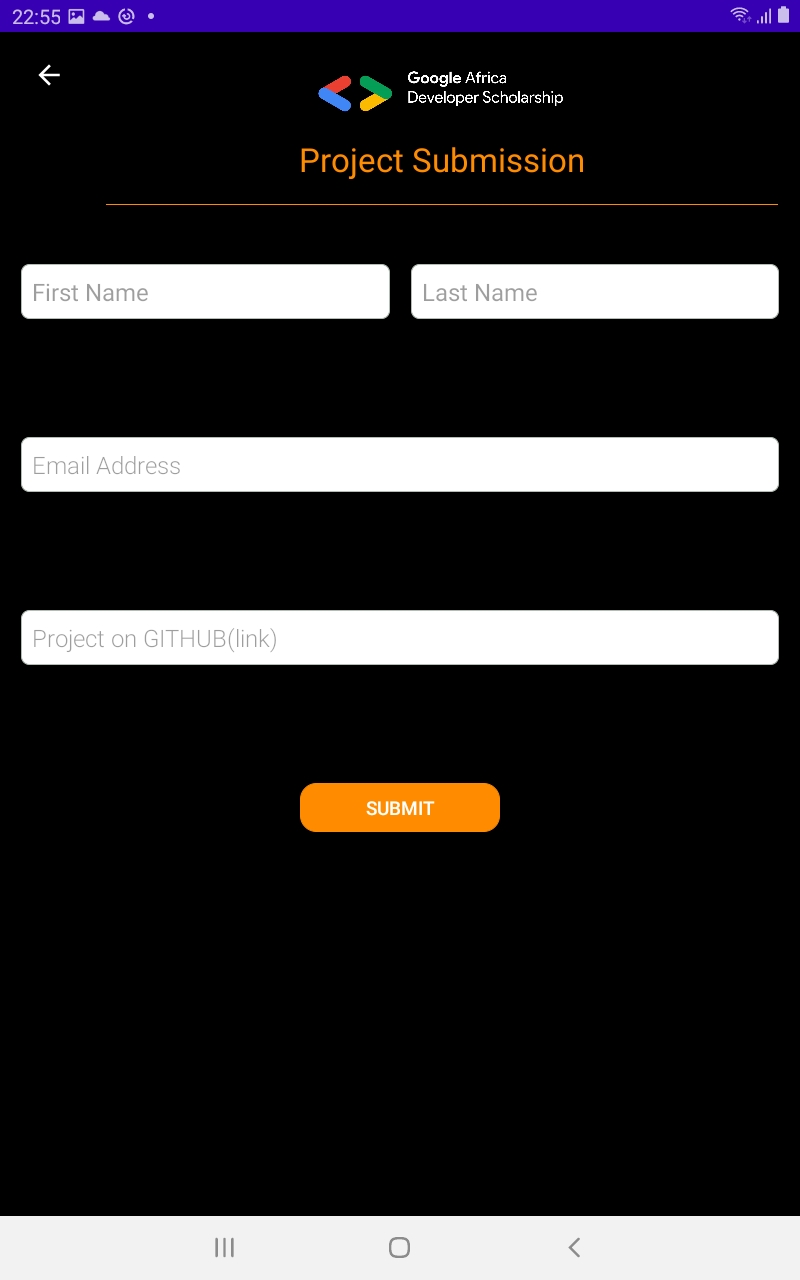 22:55
Google Africa
Developer Scholarship
Project Submission
First Name
Last Name
Email Address
Project on GITHUB(link)
SUBMIT